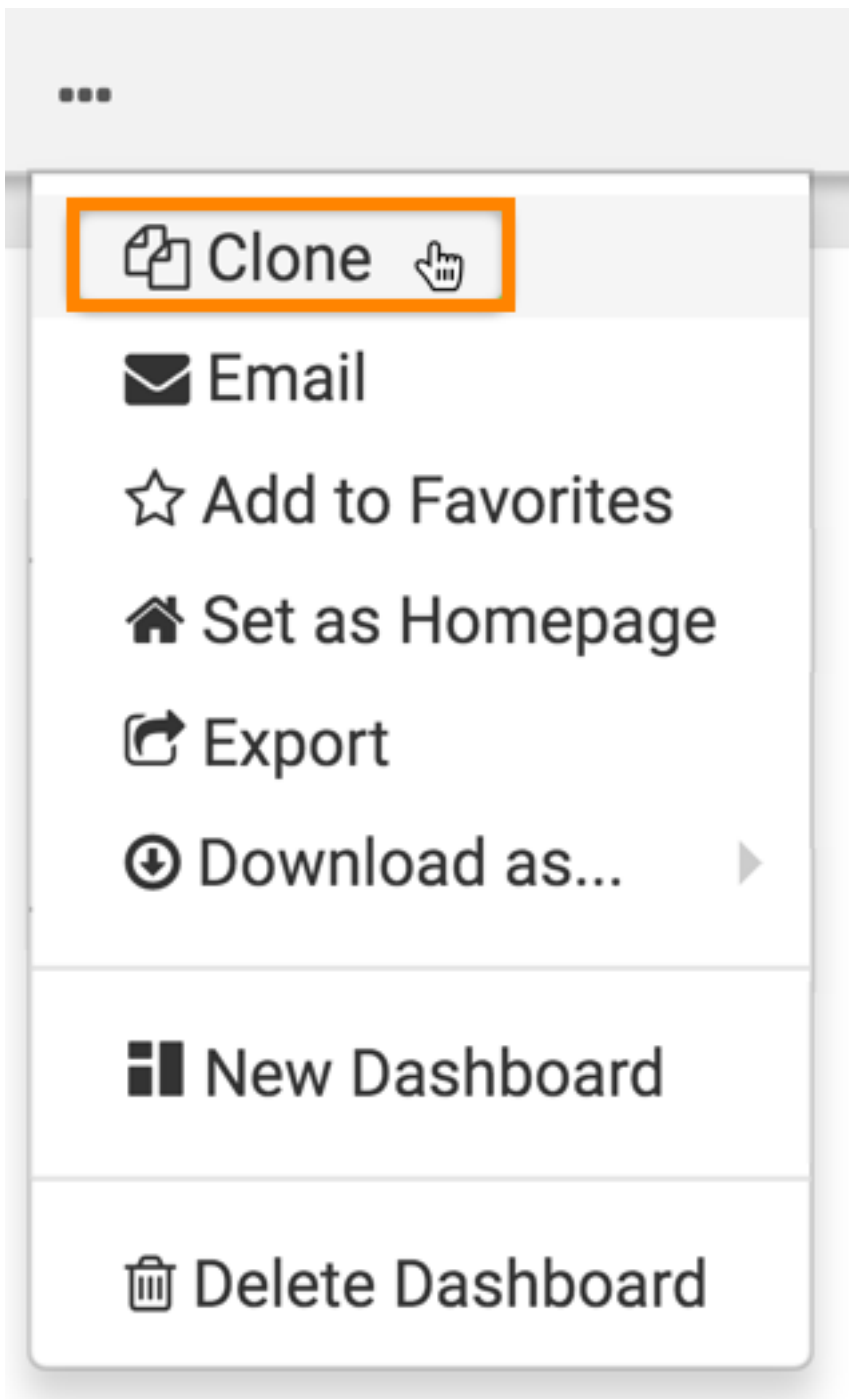 Clone
Email
Add to Favorites
Set as Homepage
Export
Download as...
New Dashboard
Delete Dashboard